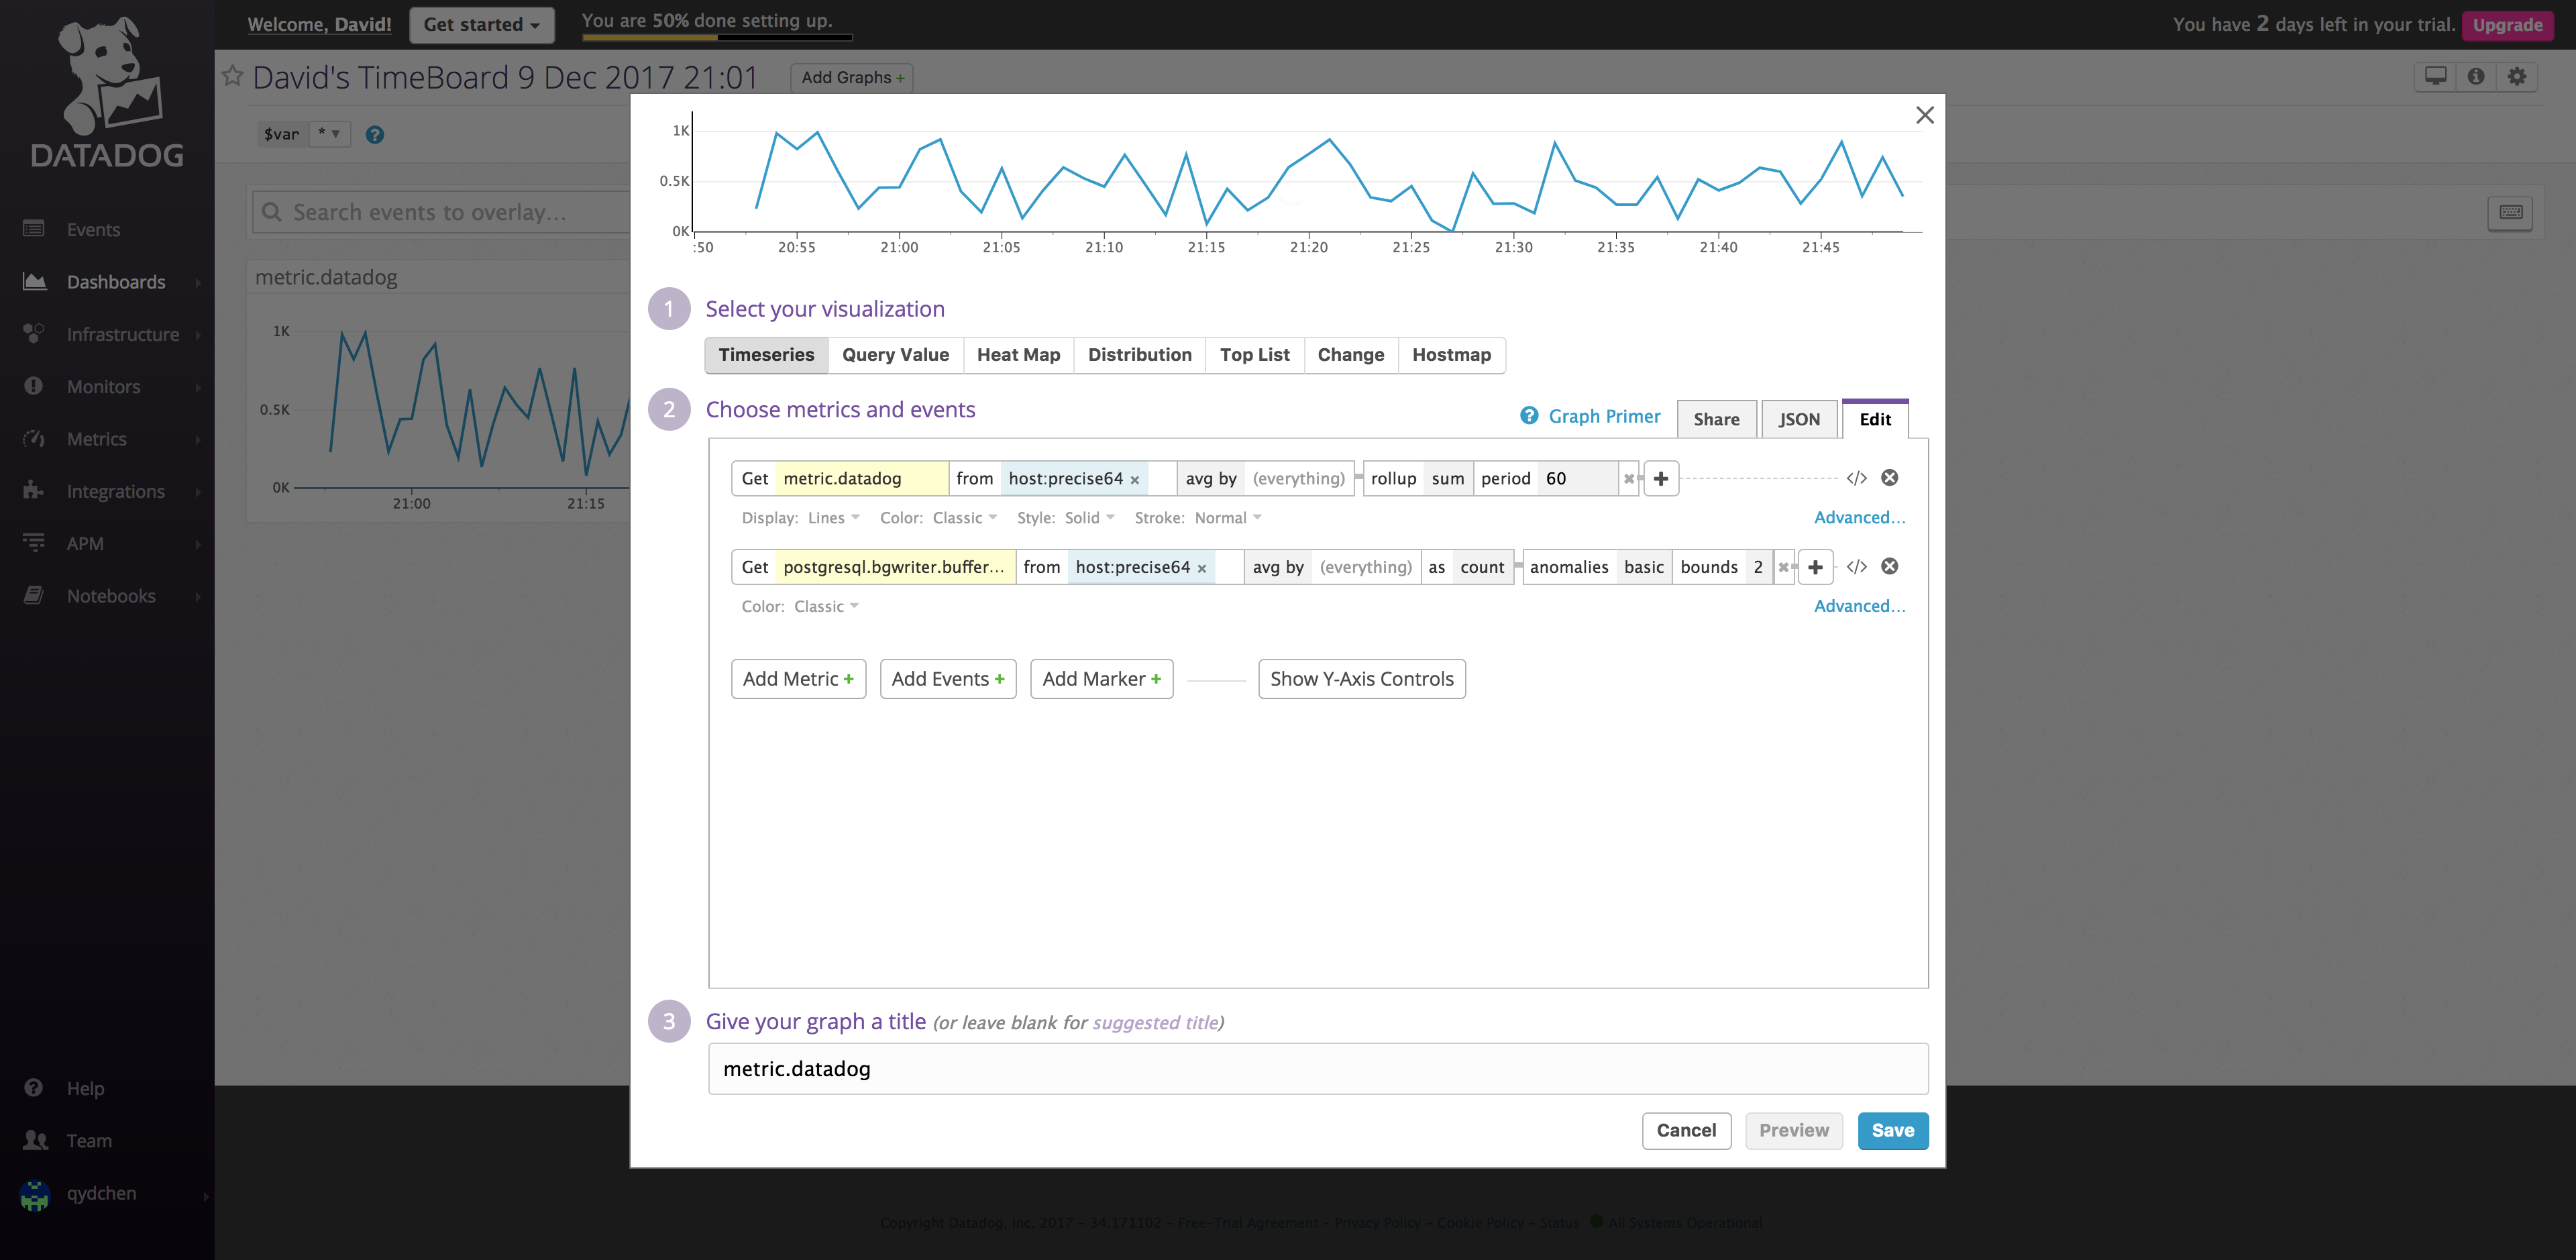 Welcome, David! Get started You are 50% done setting up. You have 2 days left in your trial. Upgrade
David's TimeBoard 9 Dec 2017 21:01 Add Graphs +
$var *
DATADOG
Search events to overlay...
Events
Dashboards
Infrastructure
Monitors
Metrics
Integrations
APM
Notebooks
Help
Team
qydchen
metric.datadog
1K
0.5K
0K
21:00 21:15
1K
0.5K
0K
:50 20:55 21:00 21:05 21:10 21:15 21:20 21:25 21:30 21:35 21:40 21:45
1 Select your visualization
Timeseries Query Value Heat Map Distribution Top List Change Hostmap
2 Choose metrics and events
Graph Primer Share JSON Edit
Get metric.datadog from host:precise64 × avg by (everything) rollup sum period 60 + </>
Display: Lines Color: Classic Style: Solid Stroke: Normal Advanced...
Get postgresql.bgwriter.buffer... from host:precise64 × avg by (everything) as count anomalies basic bounds 2 + </>
Color: Classic Advanced...
Add Metric + Add Events + Add Marker + Show Y-Axis Controls
3 Give your graph a title (or leave blank for suggested title)
metric.datadog
Cancel Preview Save
Copyright Datadog, Inc. 2017 - 34.171102 - Free-Trial Agreement - Privacy Policy - Cookie Policy - Status All Systems Operational